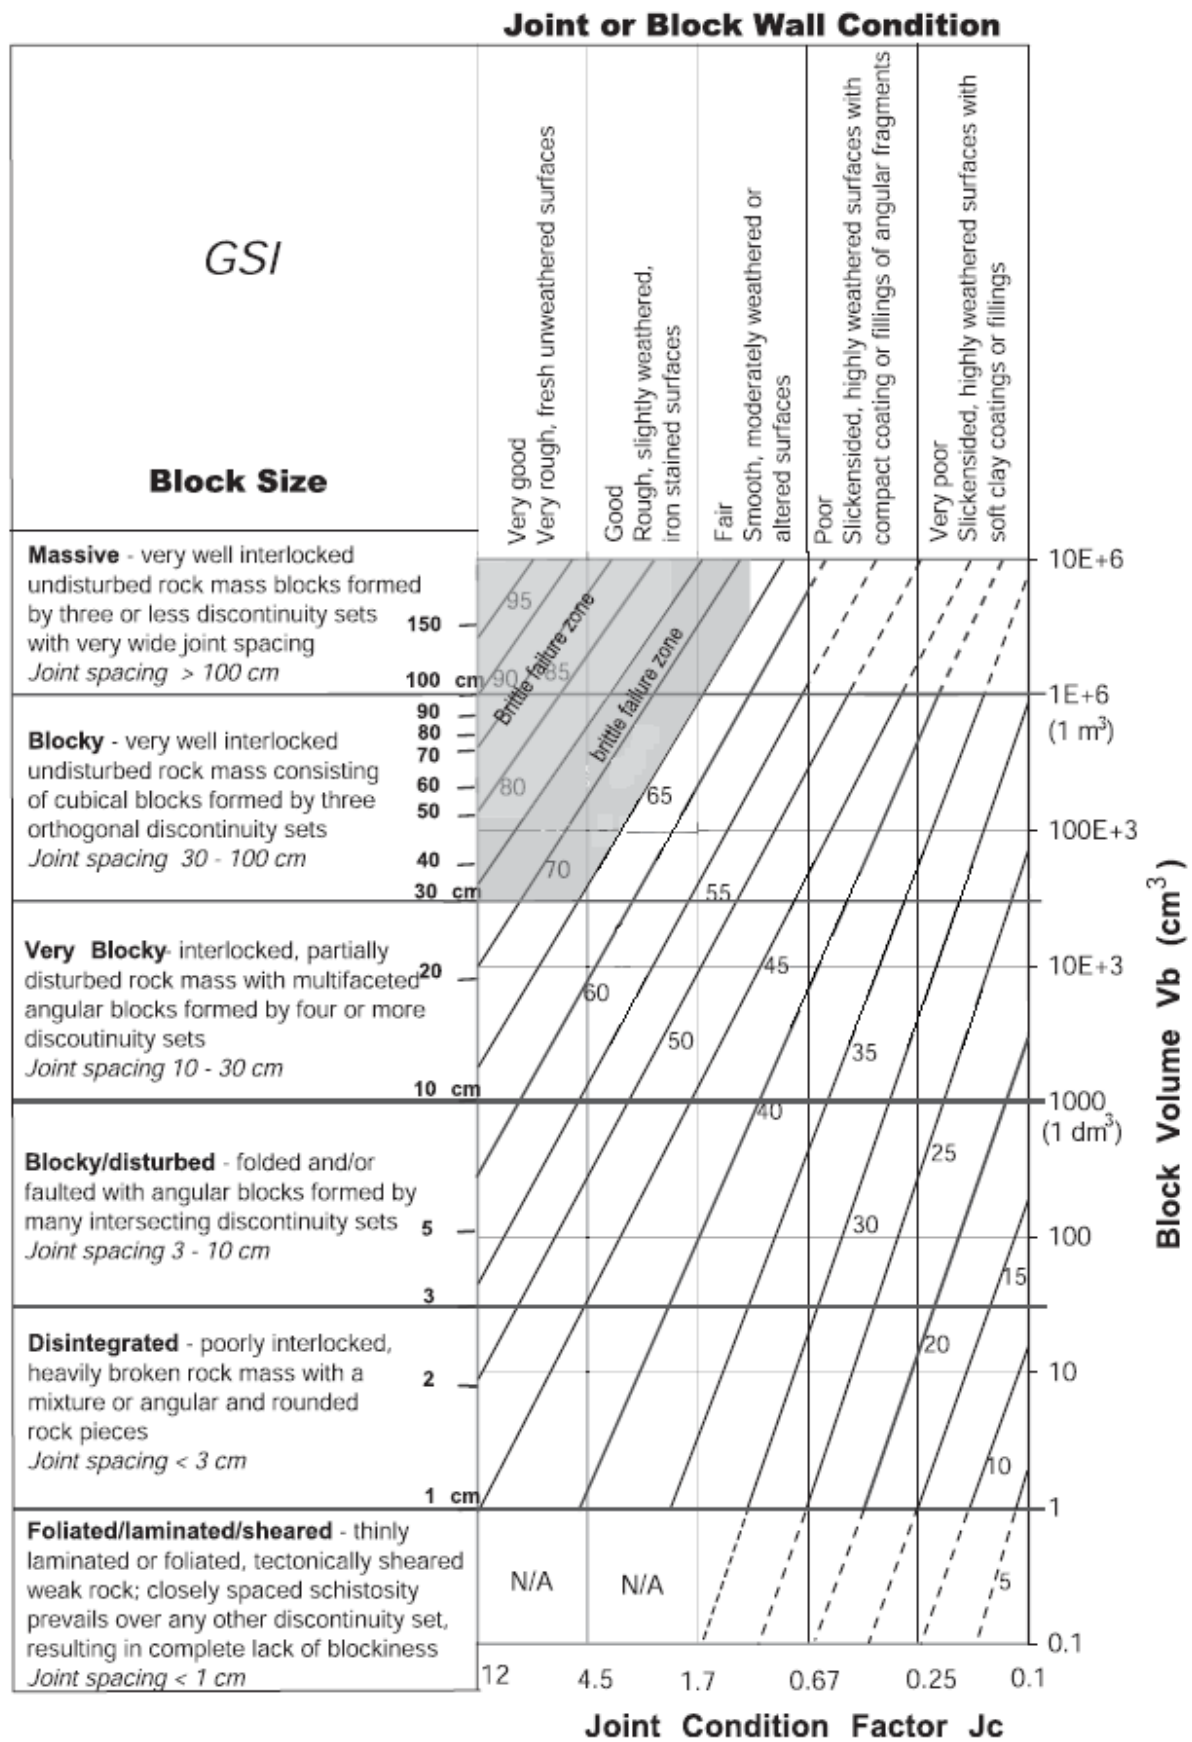 Joint or Block Wall Condition
GSI
Block Size
Very good
Very rough, fresh unweathered surfaces
Good
Rough, slightly weathered,
iron stained surfaces
Fair
Smooth, moderately weathered or
altered surfaces
Poor
Slickensided, highly weathered surfaces with
compact coating or fillings of angular fragments
Very poor
Slickensided, highly weathered surfaces with
soft clay coatings or fillings
Massive - very well interlocked
undisturbed rock mass blocks formed
by three or less discontinuity sets
with very wide joint spacing
Joint spacing > 100 cm
Blocky - very well interlocked
undisturbed rock mass consisting
of cubical blocks formed by three
orthogonal discontinuity sets
Joint spacing 30 - 100 cm
Very Blocky- interlocked, partially
disturbed rock mass with multifaceted
angular blocks formed by four or more
discoutinuity sets
Joint spacing 10 - 30 cm
Blocky/disturbed - folded and/or
faulted with angular blocks formed by
many intersecting discontinuity sets
Joint spacing 3 - 10 cm
Disintegrated - poorly interlocked,
heavily broken rock mass with a
mixture or angular and rounded
rock pieces
Joint spacing < 3 cm
Foliated/laminated/sheared - thinly
laminated or foliated, tectonically sheared
weak rock; closely spaced schistosity
prevails over any other discontinuity set,
resulting in complete lack of blockiness
Joint spacing < 1 cm
150
100 cm
90
80
70
60
50
40
30 cm
20
10 cm
5
3
2
1 cm
95
90
85
Brittle failure zone
brittle failure zone
80
65
70
55
45
60
50
35
40
25
30
15
20
10
5
N/A
N/A
10E+6
1E+6
(1 m³)
100E+3
10E+3
1000
(1 dm³)
100
10
1
0.1
Block Volume Vb (cm³)
12
4.5
1.7
0.67
0.25
0.1
Joint Condition Factor Jc